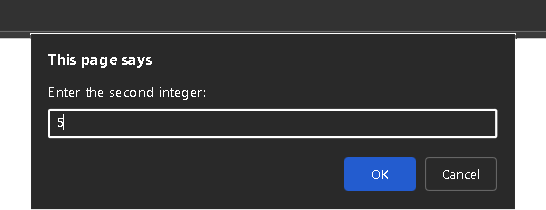 This page says
Enter the second integer:
5
OK Cancel